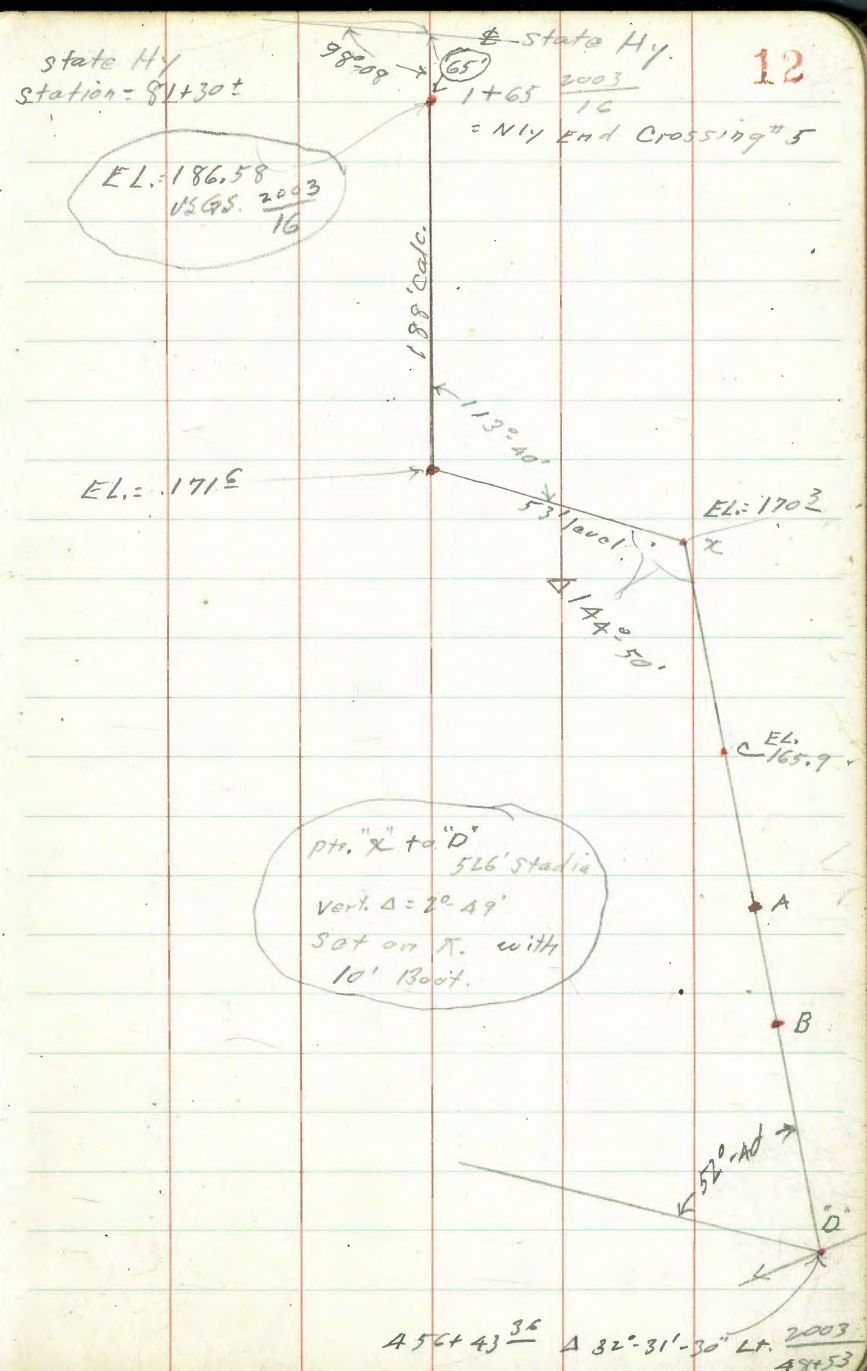 12
state Hy
Station = 81+30±
98°-08
65'
℄ State Hy.
1+65 2003/16
= N'ly End Crossing #5
EL.=186.58
USGS. 2003/16
188' Calc.
113°-40'
EL.= 171.6
53' level.
EL.=170.3
x
144°-50'
C EL. 165.9
pts. "x" to "D"
526' Stadia
Vert. Δ = 2°-49'
Set on π. with
10' Boot.
A
B
52°-40'
"D"
456+43.36 Δ 32°-31'-30" Lt. 2003/49+53